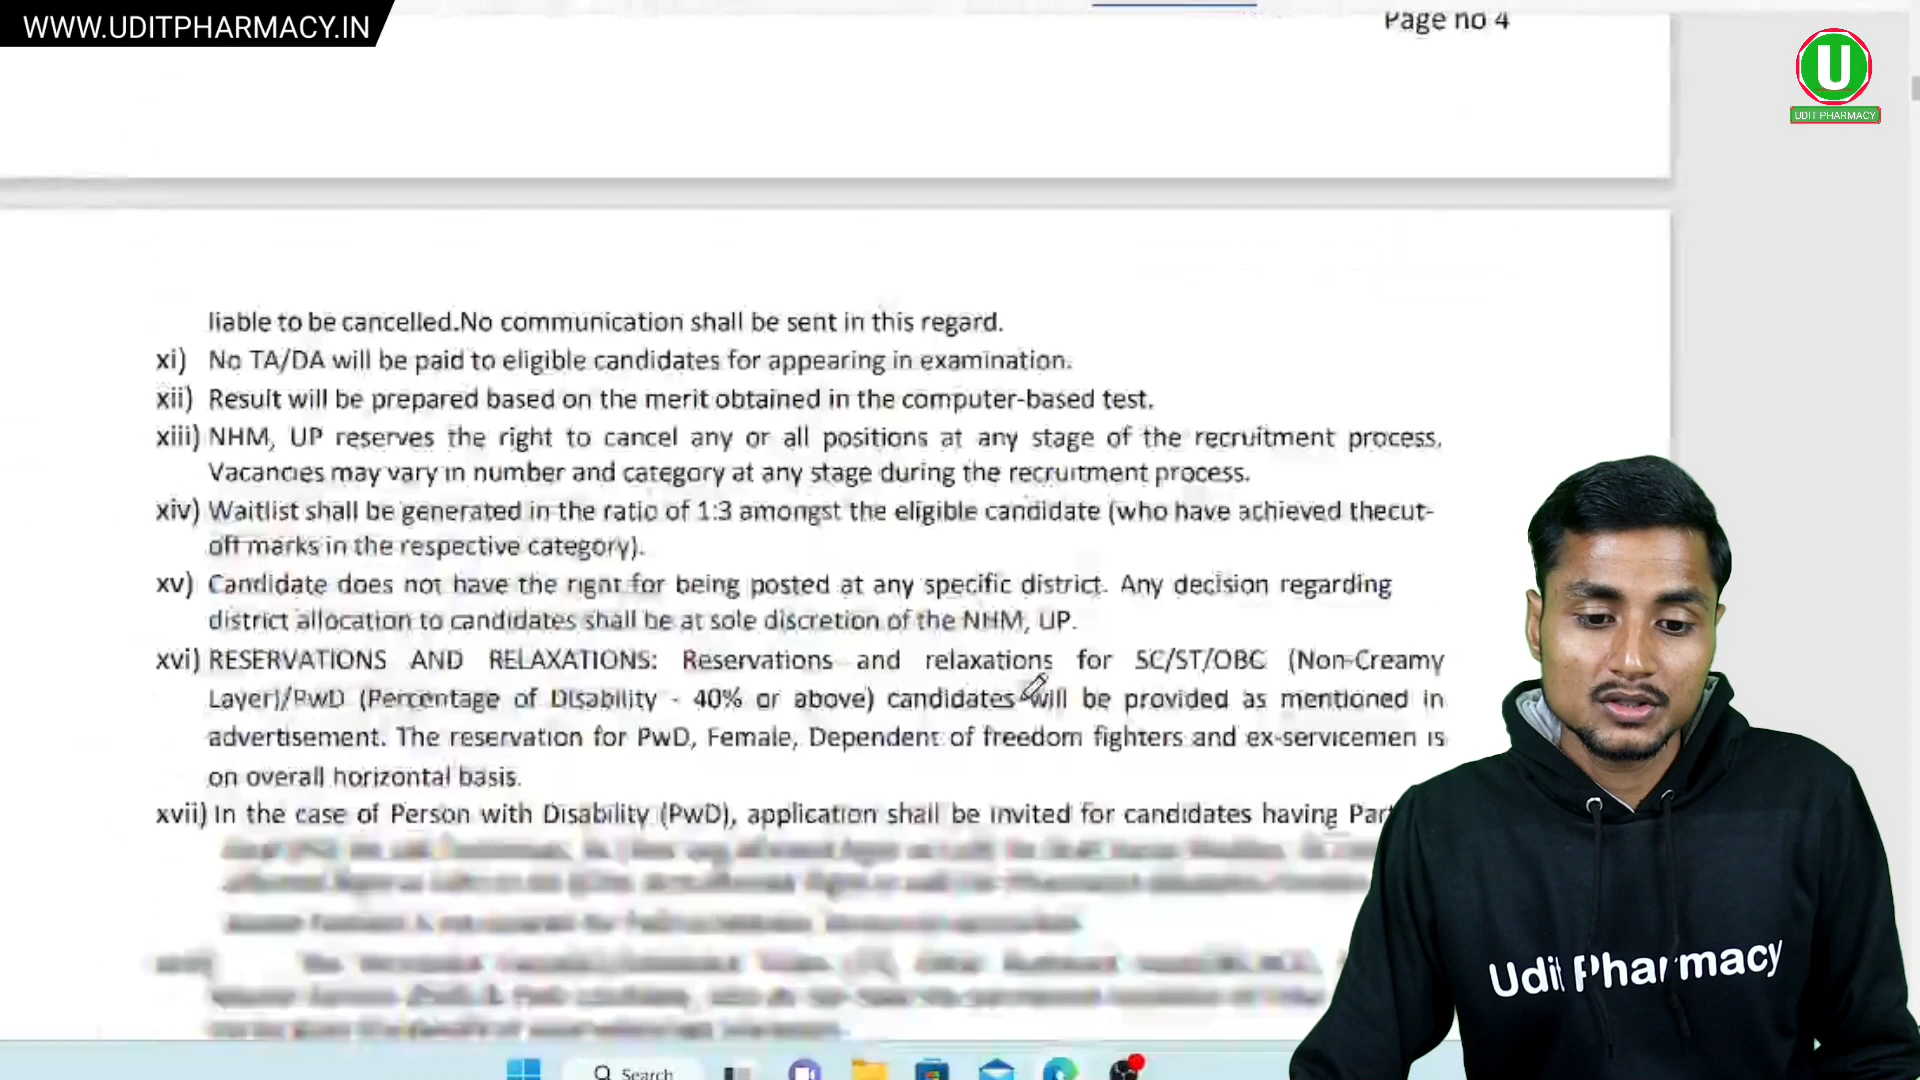 WWW.UDITPHARMACY.IN
Page no 4
U
UDIT PHARMACY
liable to be cancelled.No communication shall be sent in this regard.
xi) No TA/DA will be paid to eligible candidates for appearing in examination.
xii) Result will be prepared based on the merit obtained in the computer-based test.
xiii) NHM, UP reserves the right to cancel any or all positions at any stage of the recruitment process.
Vacancies may vary in number and category at any stage during the recruitment process.
xiv) Waitlist shall be generated in the ratio of 1:3 amongst the eligible candidate (who have achieved thecut-
off marks in the respective category).
xv) Candidate does not have the right for being posted at any specific district. Any decision regarding
district allocation to candidates shall be at sole discretion of the NHM, UP.
xvi) RESERVATIONS AND RELAXATIONS: Reservations and relaxations for SC/ST/OBC (Non-Creamy
Layer)/PwD (Percentage of Disability - 40% or above) candidates will be provided as mentioned in
advertisement. The reservation for PwD, Female, Dependent of freedom fighters and ex-servicemen is
on overall horizontal basis.
xvii) In the case of Person with Disability (PwD), application shall be invited for candidates having Par
Udit Pharmacy
Search